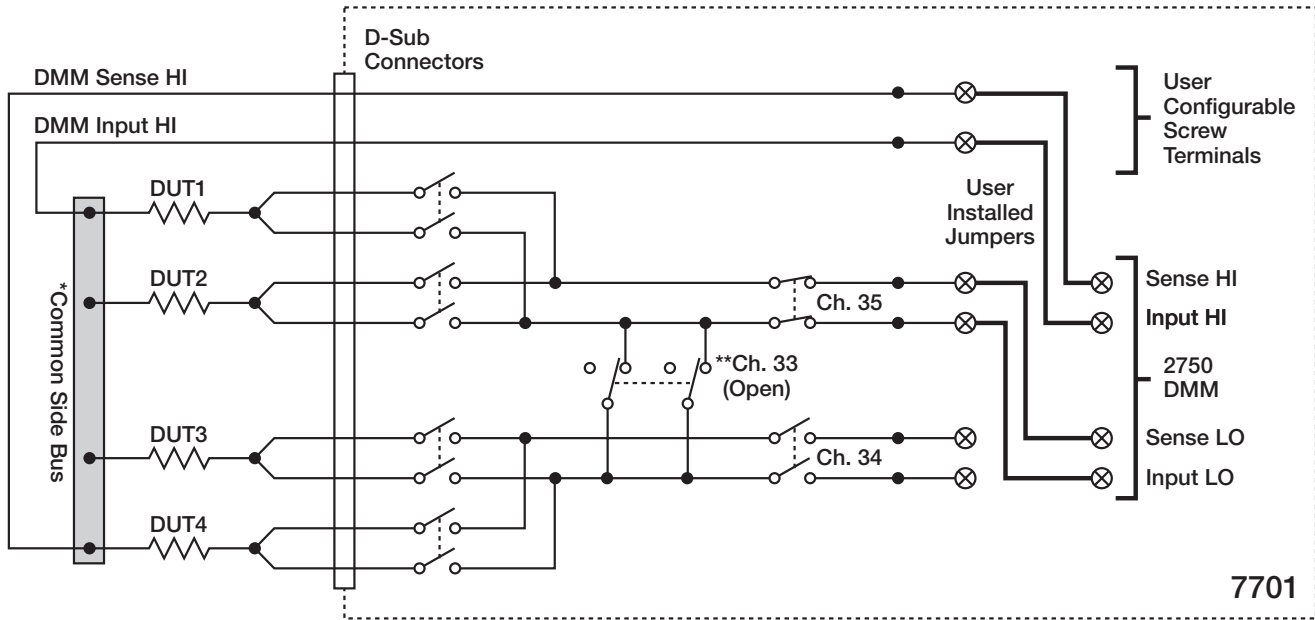 D-Sub
Connectors
DMM Sense HI
DMM Input HI
User
Configurable
Screw
Terminals
DUT1
User
Installed
Jumpers
DUT2
*Common Side Bus
Ch. 35
Sense HI
Input HI
**Ch. 33
(Open)
2750
DMM
DUT3
Ch. 34
Sense LO
Input LO
DUT4
7701